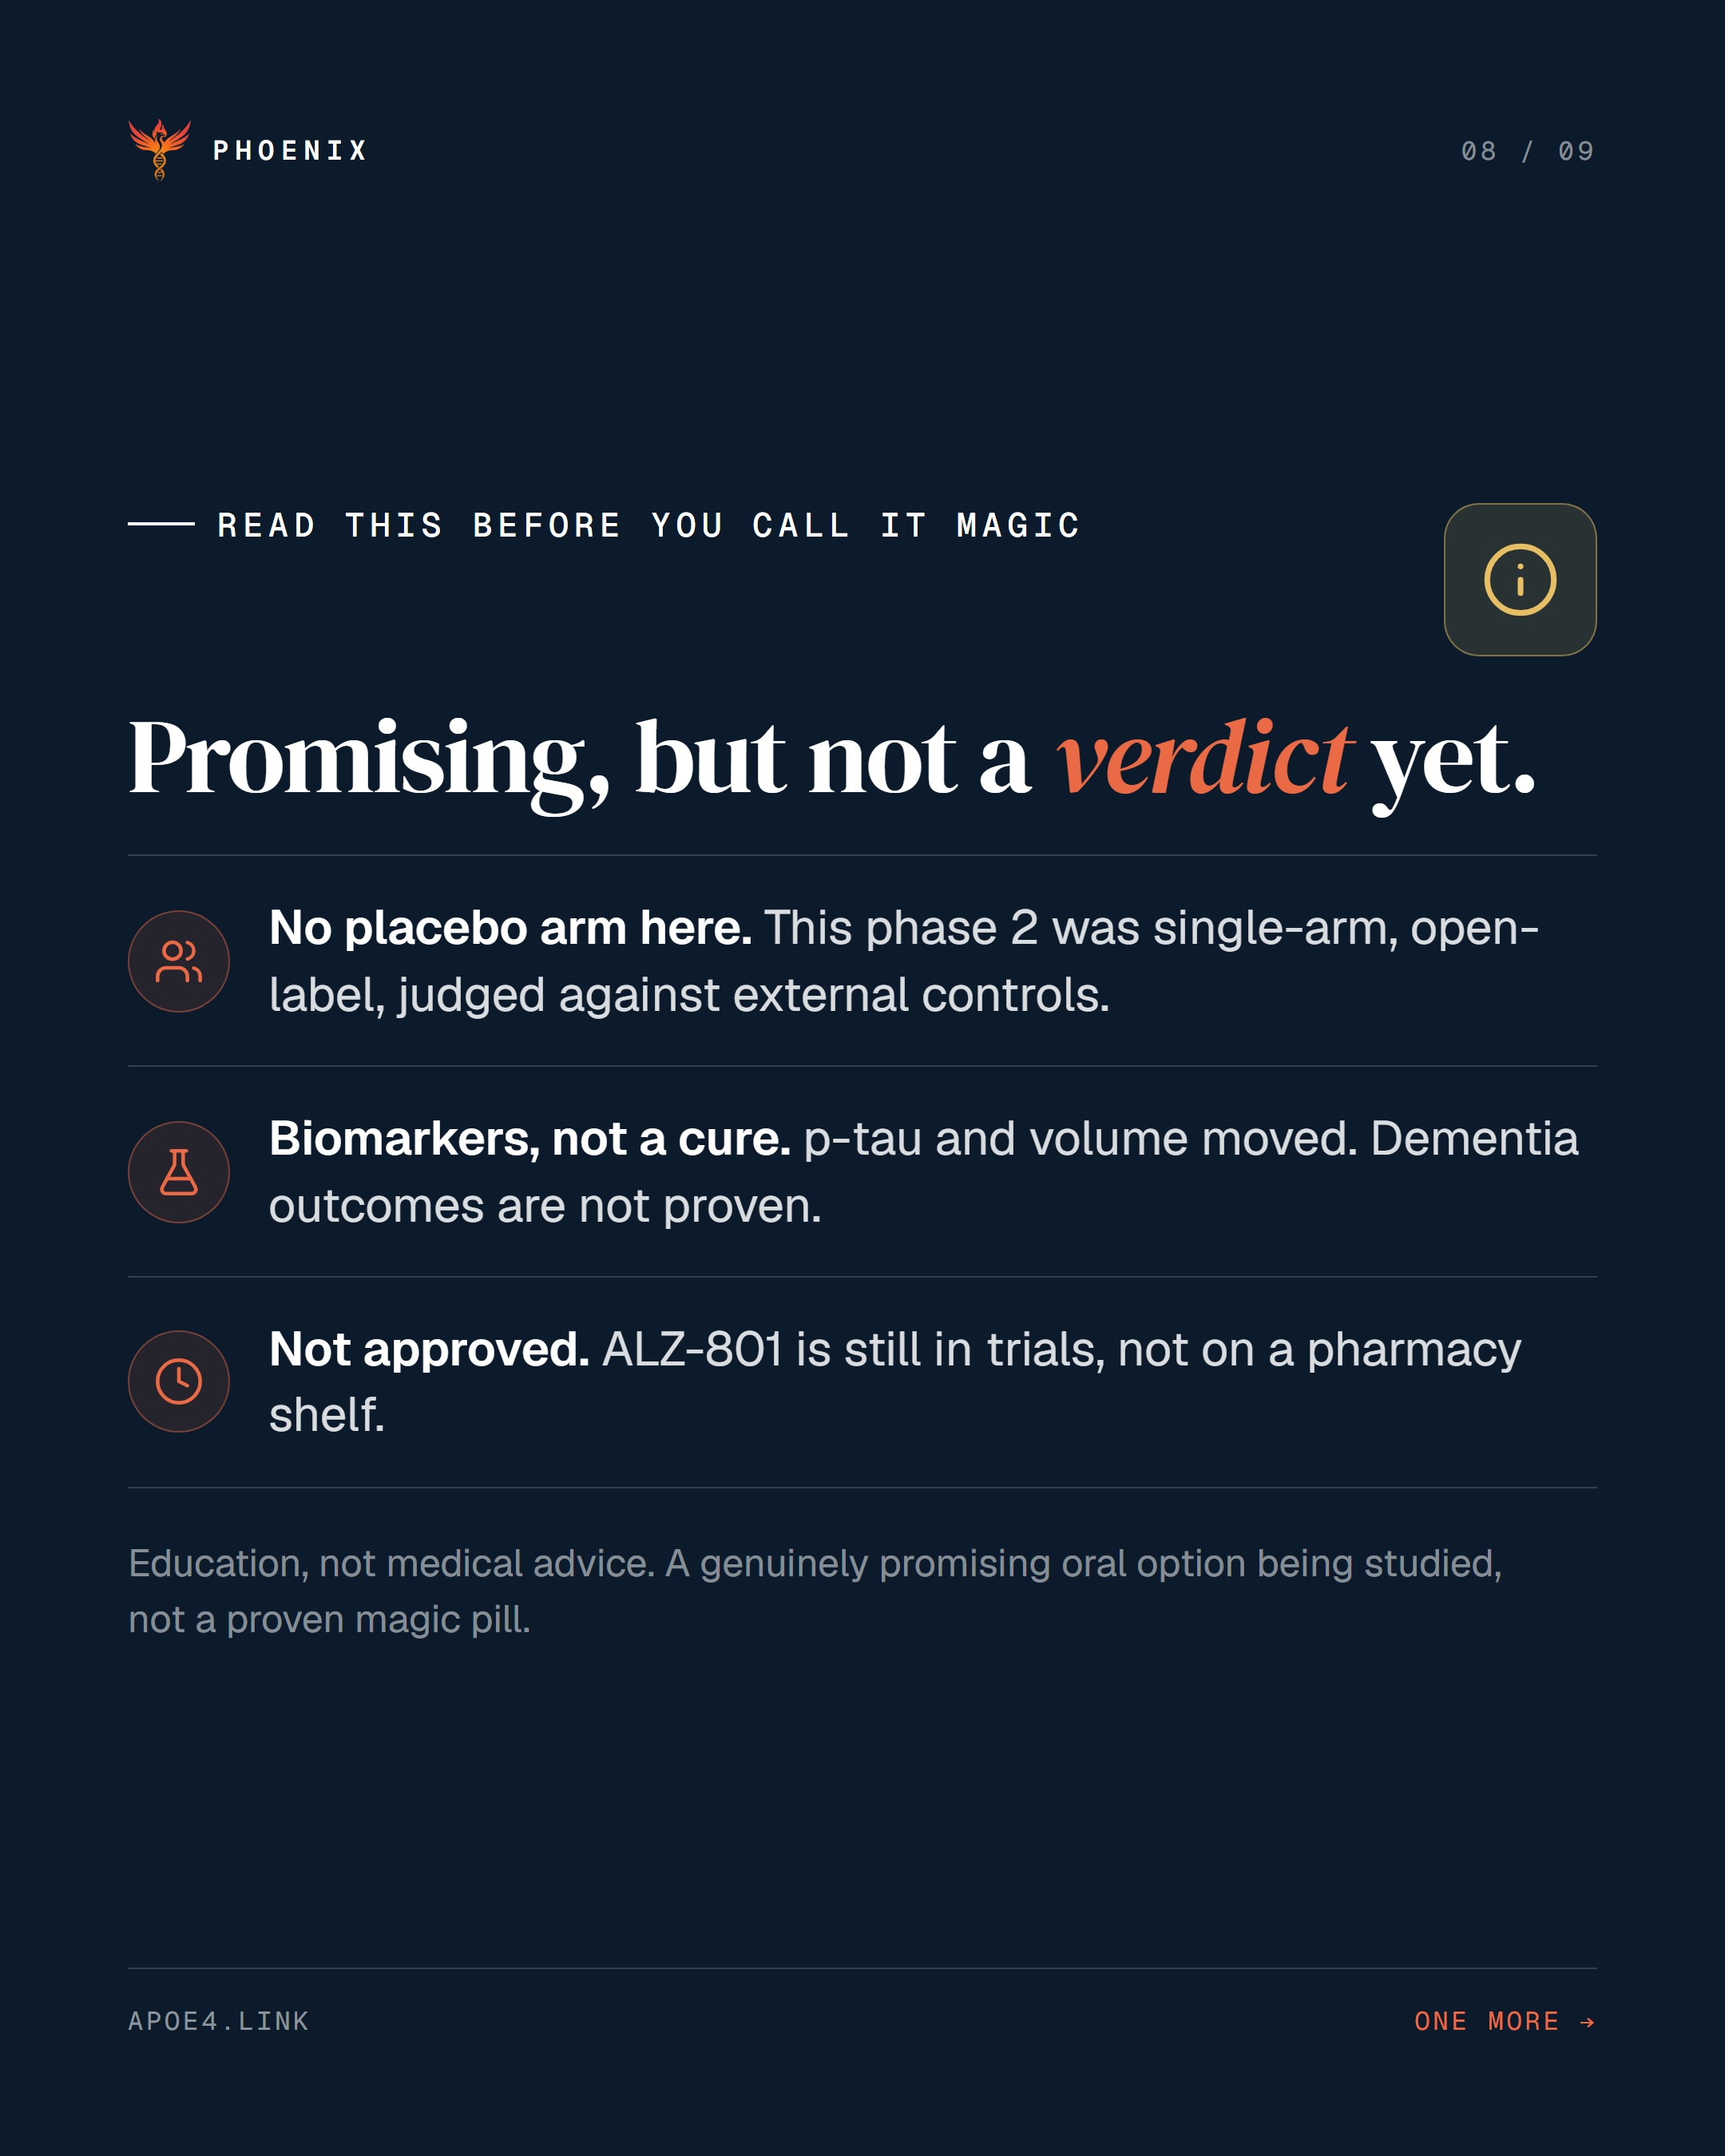 PHOENIX
08 / 09
READ THIS BEFORE YOU CALL IT MAGIC
Promising, but not a verdict yet.
No placebo arm here. This phase 2 was single-arm, open-
label, judged against external controls.
Biomarkers, not a cure. p-tau and volume moved. Dementia
outcomes are not proven.
Not approved. ALZ-801 is still in trials, not on a pharmacy
shelf.
Education, not medical advice. A genuinely promising oral option being studied,
not a proven magic pill.
APOE4.LINK
ONE MORE →